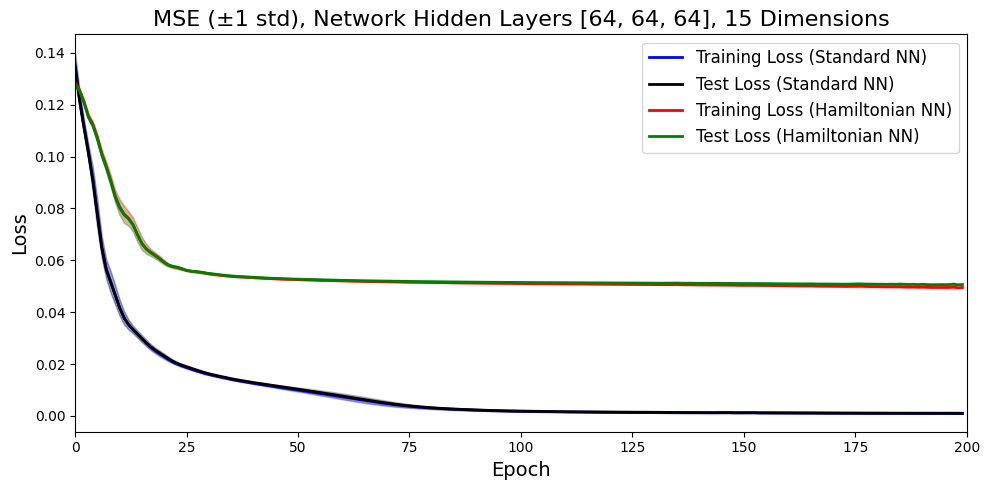 MSE (±1 std), Network Hidden Layers [64, 64, 64], 15 Dimensions
Training Loss (Standard NN)
Test Loss (Standard NN)
Training Loss (Hamiltonian NN)
Test Loss (Hamiltonian NN)
Loss
0.14
0.12
0.10
0.08
0.06
0.04
0.02
0.00
0 25 50 75 100 125 150 175 200
Epoch